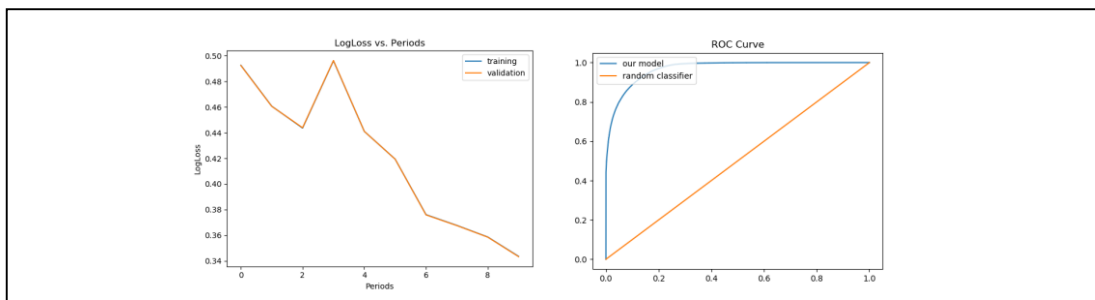 LogLoss vs. Periods
0.50
0.48
0.46
0.44
0.42
0.40
0.38
0.36
0.34
LogLoss
0 2 4 6 8
Periods
training
validation
ROC Curve
1.0
0.8
0.6
0.4
0.2
0.0
0.0 0.2 0.4 0.6 0.8 1.0
our model
random classifier